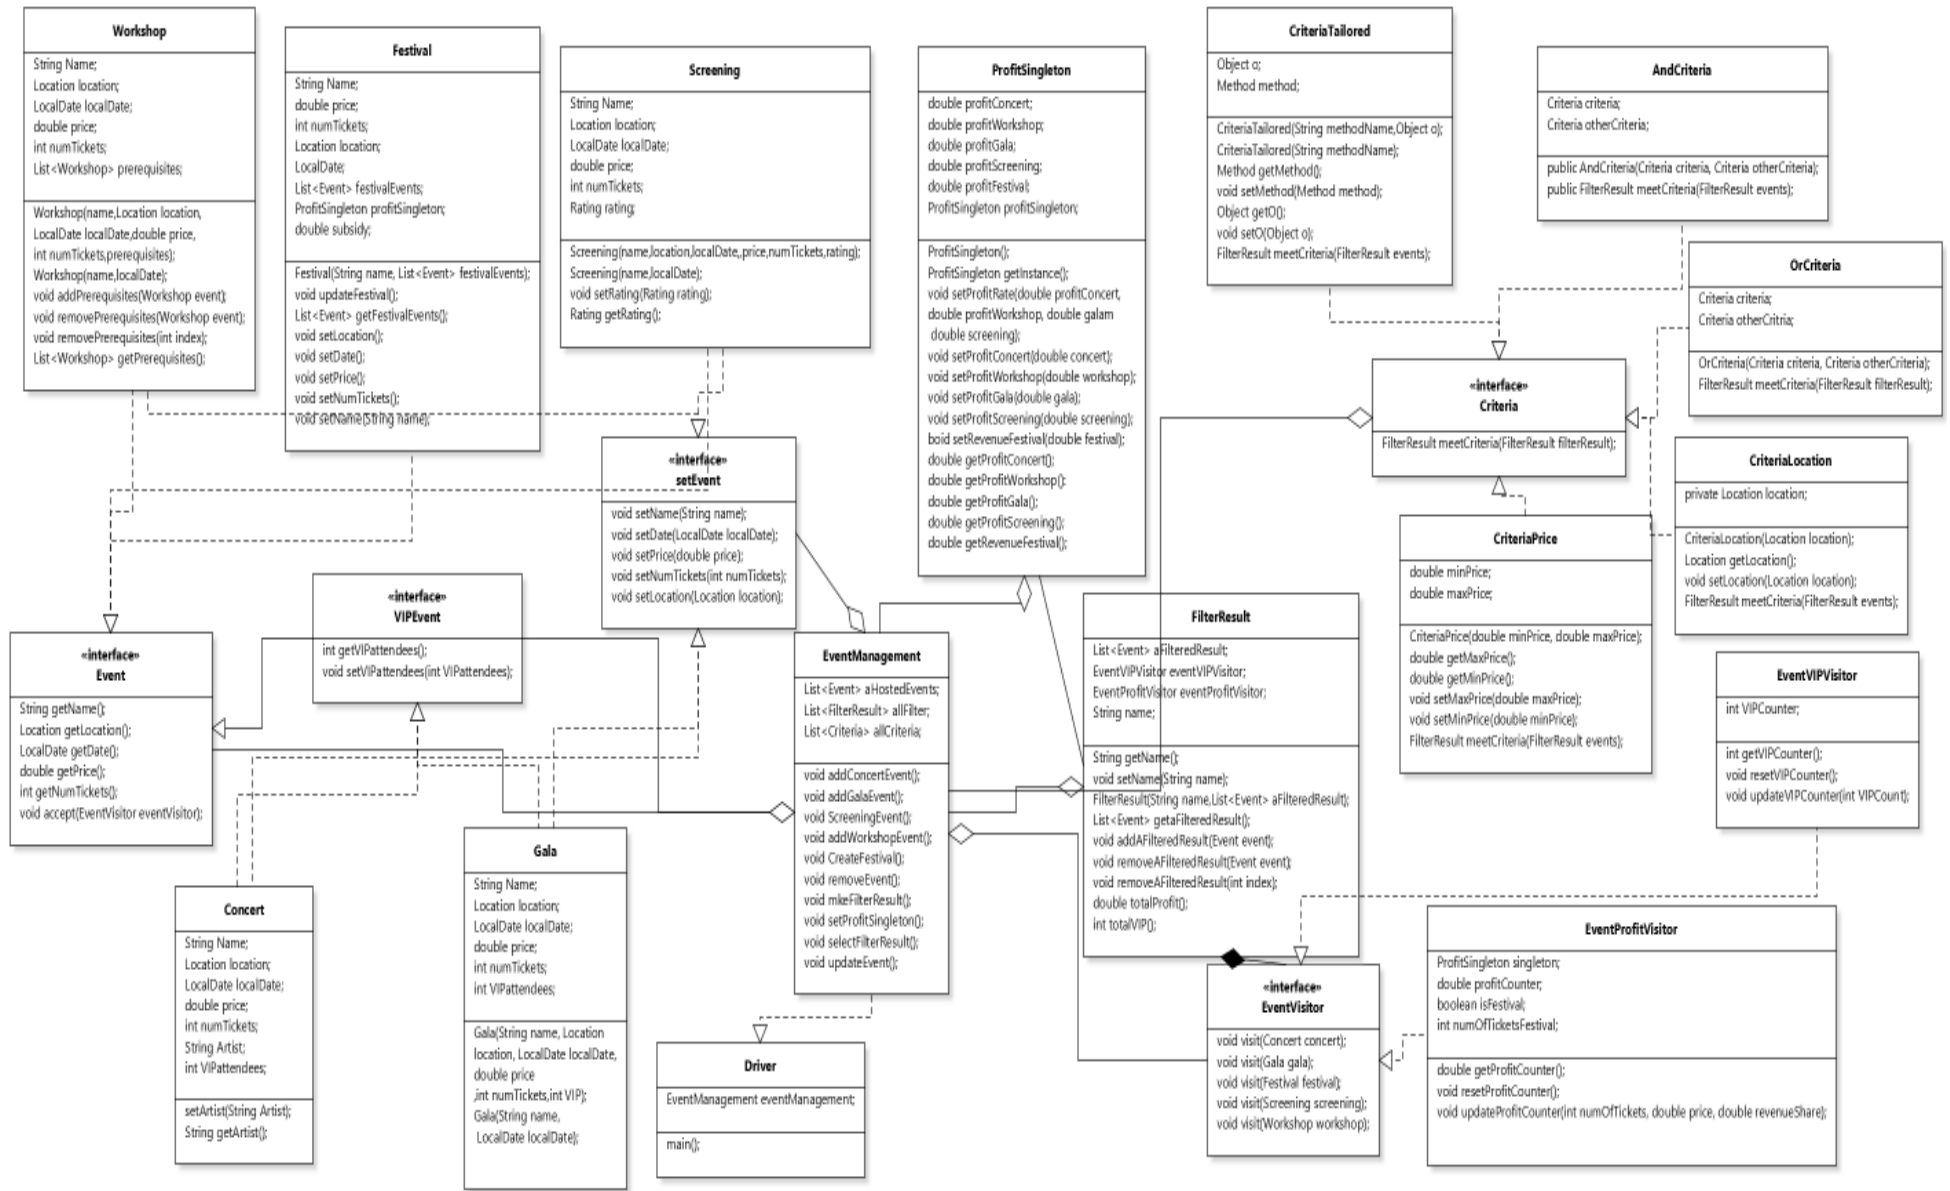 Workshop
String Name;
Location location;
LocalDate localDate;
double price;
int numTickets;
List<Workshop> prerequisites;
Workshop(name,Location location,
LocalDate localDate,double price,
int numTickets,prerequisites);
Workshop(name,localDate);
void addPrerequisites(Workshop event);
void removePrerequisites(Workshop event);
void removePrerequisites(int index);
List<Workshop> getPrerequisites();
Festival
String Name;
double price;
int numTickets;
Location location;
LocalDate;
List<Event> festivalEvents;
ProfitSingleton profitSingleton;
double subsidy;
Festival(String name, List<Event> festivalEvents);
void updateFestival();
List<Event> getFestivalEvents();
void setLocation();
void setDate();
void setPrice();
void setNumTickets();
void setName(String name);
Screening
String Name;
Location location;
LocalDate localDate;
double price;
int numTickets;
Rating rating;
Screening(name,location,localDate,,price,numTickets,rating);
Screening(name,localDate);
void setRating(Rating rating);
Rating getRating();
ProfitSingleton
double profitConcert;
double profitWorkshop;
double profitGala;
double profitScreening;
double profitFestival;
ProfitSingleton profitSingleton;
ProfitSingleton();
ProfitSingleton getInstance();
void setProfitRate(double profitConcert,
double profitWorkshop, double galam
double screening);
void setProfitConcert(double concert);
void setProfitWorkshop(double workshop);
void setProfitGala(double gala);
void setProfitScreening(double screening);
boid setRevenueFestival(double festival);
double getProfitConcert();
double getProfitWorkshop():
double getProfitGala();
double getProfitScreening();
double getRevenueFestival();
CriteriaTailored
Object o;
Method method;
CriteriaTailored(String methodName,Object o);
CriteriaTailored(String methodName);
Method getMethod();
void setMethod(Method method);
Object getO();
void setO(Object o);
FilterResult meetCriteria(FilterResult events);
AndCriteria
Criteria criteria;
Criteria otherCriteria;
public AndCriteria(Criteria criteria, Criteria otherCriteria);
public FilterResult meetCriteria(FilterResult events);
OrCriteria
Criteria criteria;
Criteria otherCritria;
OrCriteria(Criteria criteria, Criteria otherCriteria);
FilterResult meetCriteria(FilterResult filterResult);
«interface»
Criteria
FilterResult meetCriteria(FilterResult filterResult);
CriteriaLocation
private Location location;
CriteriaLocation(Location location);
Location getLocation();
void setLocation(Location location);
FilterResult meetCriteria(FilterResult events);
CriteriaPrice
double minPrice;
double maxPrice;
CriteriaPrice(double minPrice, double maxPrice);
double getMaxPrice();
double getMinPrice();
void setMaxPrice(double maxPrice);
void setMinPrice(double minPrice);
FilterResult meetCriteria(FilterResult events);
«interface»
setEvent
void setName(String name);
void setDate(LocalDate localDate);
void setPrice(double price);
void setNumTickets(int numTickets);
void setLocation(Location location);
«interface»
VIPEvent
int getVIPattendees();
void setVIPattendees(int VIPattendees);
«interface»
Event
String getName();
Location getLocation();
LocalDate getDate();
double getPrice();
int getNumTickets();
void accept(EventVisitor eventVisitor);
EventManagement
List<Event> aHostedEvents;
List<FilterResult> allFilter;
List<Criteria> allCriteria;
void addConcertEvent();
void addGalaEvent();
void ScreeningEvent();
void addWorkshopEvent();
void CreateFestival();
void removeEvent();
void mkeFilterResult();
void setProfitSingleton();
void selectFilterResult();
void updateEvent();
FilterResult
List<Event> aFilteredResult;
EventVIPVisitor eventVIPVisitor;
EventProfitVisitor eventProfitVisitor;
String name;
String getName();
void setName(String name);
FilterResult(String name,List<Event> aFilteredResult);
List<Event> getaFilteredResult();
void addAFilteredResult(Event event);
void removeAFilteredResult(Event event);
void removeAFilteredResult(int index);
double totalProfit();
int totalVIP();
EventVIPVisitor
int VIPCounter;
int getVIPCounter();
void resetVIPCounter();
void updateVIPCounter(int VIPCount);
Concert
String Name;
Location location;
LocalDate localDate;
double price;
int numTickets;
String Artist;
int VIPattendees;
setArtist(String Artist);
String getArtist();
Gala
String Name;
Location location;
LocalDate localDate;
double price;
int numTickets;
int VIPattendees;
Gala(String name, Location
location, LocalDate localDate,
double price
,int numTickets,int VIP);
Gala(String name,
LocalDate localDate);
Driver
EventManagement eventManagement;
main();
«interface»
EventVisitor
void visit(Concert concert);
void visit(Gala gala);
void visit(Festival festival);
void visit(Screening screening);
void visit(Workshop workshop);
EventProfitVisitor
ProfitSingleton singleton;
double profitCounter;
boolean isFestival;
int numOfTicketsFestival;
double getProfitCounter();
void resetProfitCounter();
void updateProfitCounter(int numOfTickets, double price, double revenueShare);